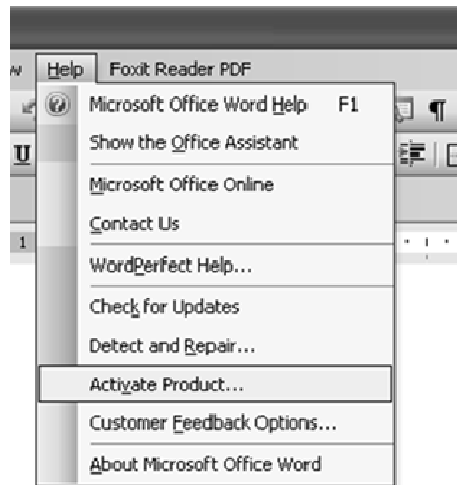 w Help Foxit Reader PDF
Microsoft Office Word Help F1
Show the Office Assistant
U
Microsoft Office Online
Contact Us
1
WordPerfect Help...
Check for Updates
Detect and Repair...
Activate Product...
Customer Feedback Options...
About Microsoft Office Word